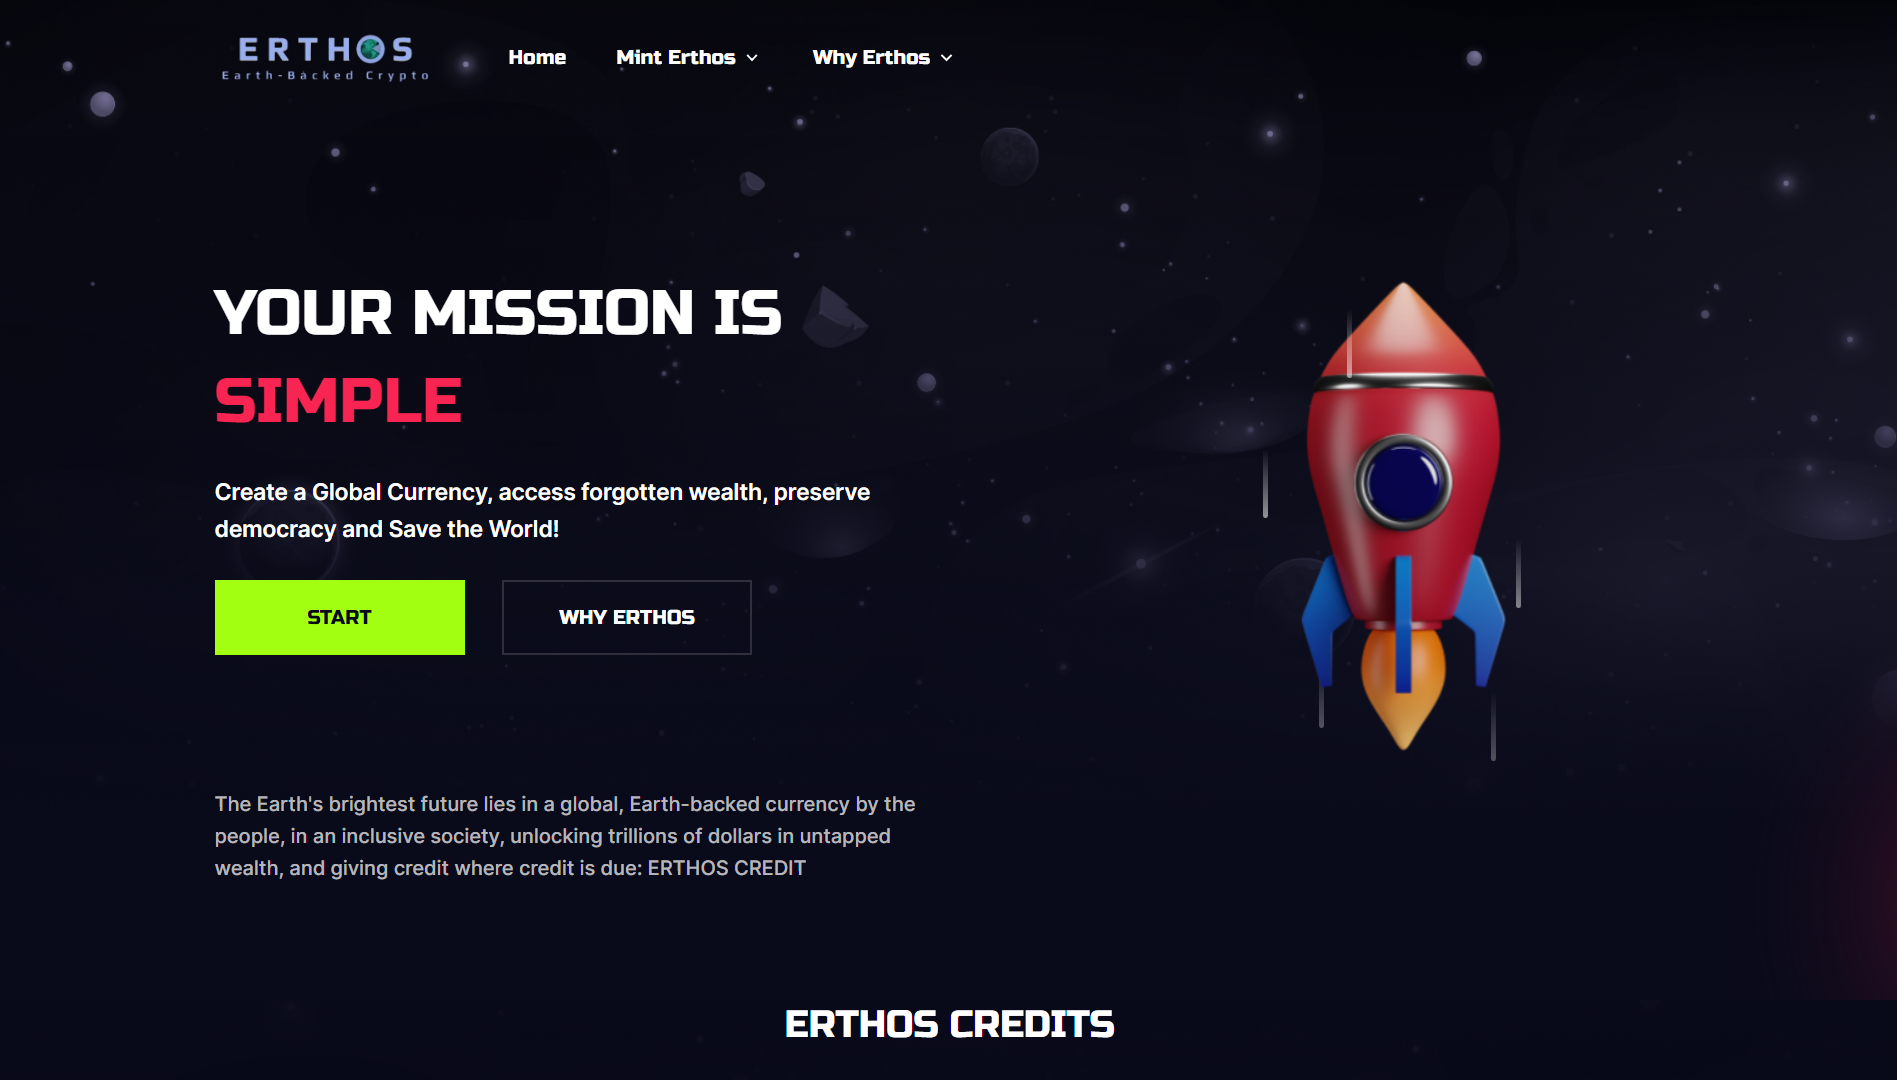 ERTHOS
Earth-Backed Crypto
Home
Mint Erthos
Why Erthos
YOUR MISSION IS
SIMPLE
Create a Global Currency, access forgotten wealth, preserve
democracy and Save the World!
START
WHY ERTHOS
The Earth's brightest future lies in a global, Earth-backed currency by the
people, in an inclusive society, unlocking trillions of dollars in untapped
wealth, and giving credit where credit is due: ERTHOS CREDIT
ERTHOS CREDITS